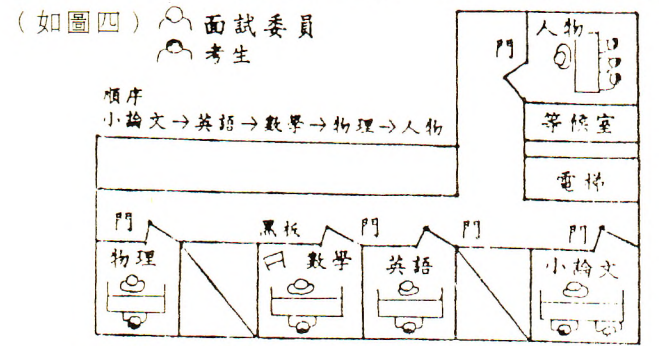 （如圖四）
面試委員
考生
順序
小論文→英語→數學→物理→人物
人物
門
等候室
電梯
門
黑板
門
門
門
物理
數學
英語
小論文